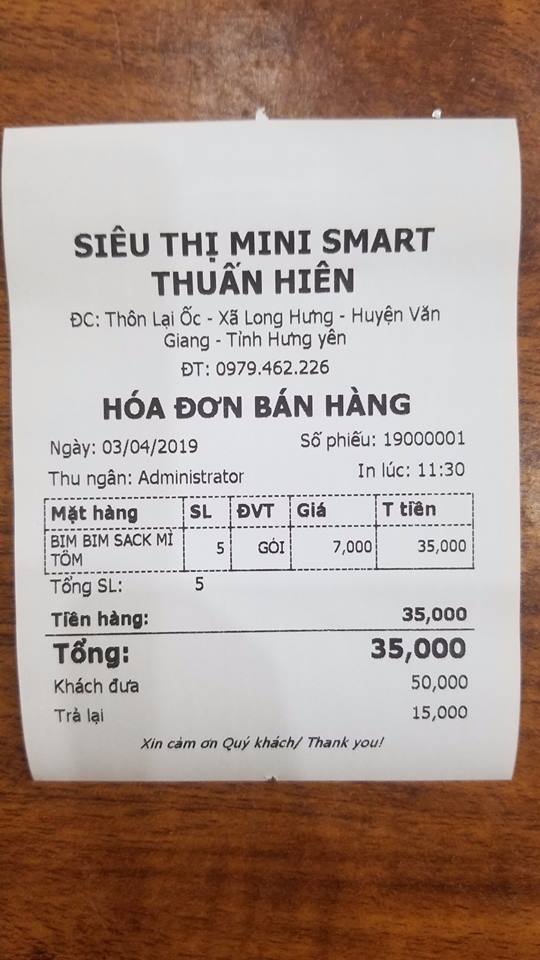 SIÊU THỊ MINI SMART
THUẤN HIÊN
ĐC: Thôn Lại Ốc - Xã Long Hưng - Huyện Văn
Giang - Tỉnh Hưng yên
ĐT: 0979.462.226
HÓA ĐƠN BÁN HÀNG
Ngày: 03/04/2019 Số phiếu: 19000001
Thu ngân: Administrator In lúc: 11:30
Mặt hàng SL ĐVT Giá T tiền
BIM BIM SACK MÌ TÔM 5 GÓI 7,000 35,000
Tổng SL: 5
Tiền hàng: 35,000
Tổng: 35,000
Khách đưa 50,000
Trả lại 15,000
Xin cảm ơn Quý khách/ Thank you!